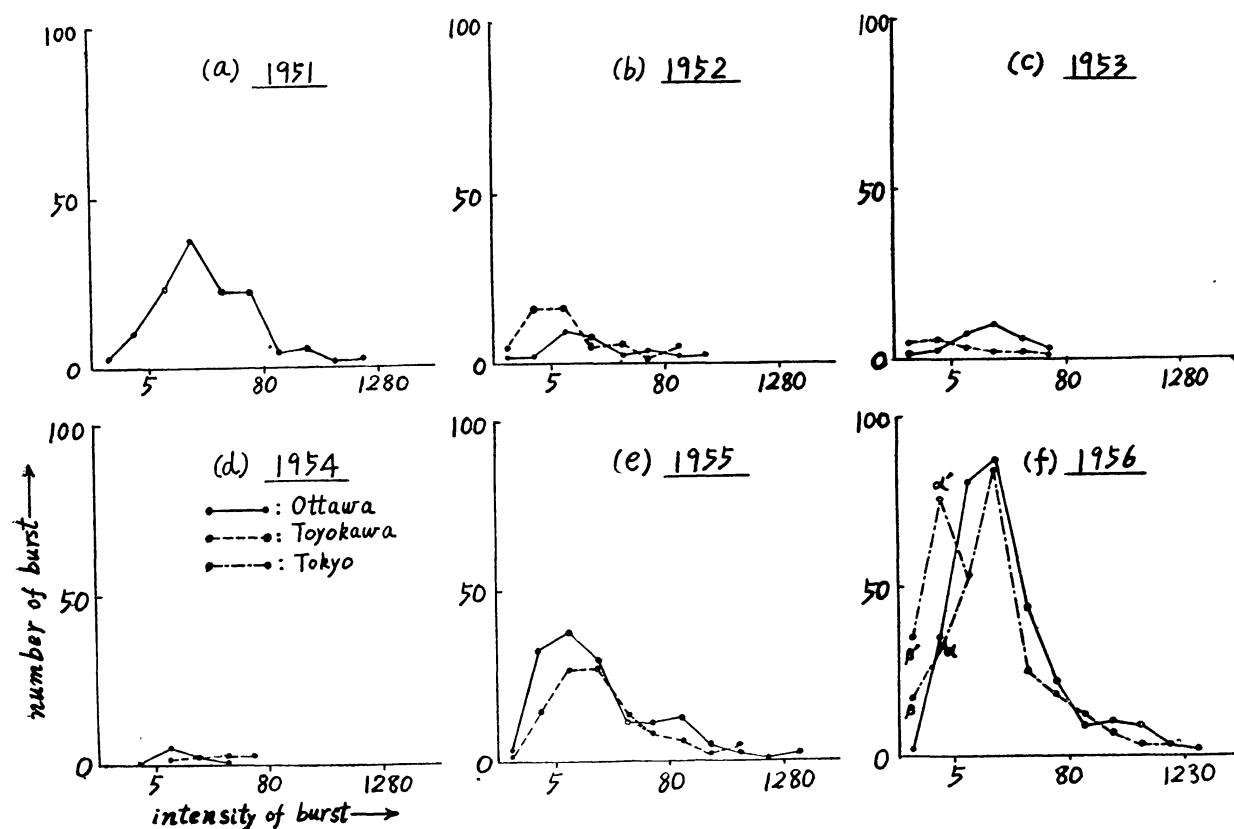 100
50
0
(a) 1951
5 80 1280
100
50
0
(b) 1952
5 80 1280
100
50
0
(c) 1953
5 80 1280
number of burst →
100
50
0
(d) 1954
: Ottawa
: Toyokawa
: Tokyo
5 80 1280
intensity of burst →
100
50
0
(e) 1955
5 80 1280
100
50
0
(f) 1956
α'
β'
α
β
5 80 1230